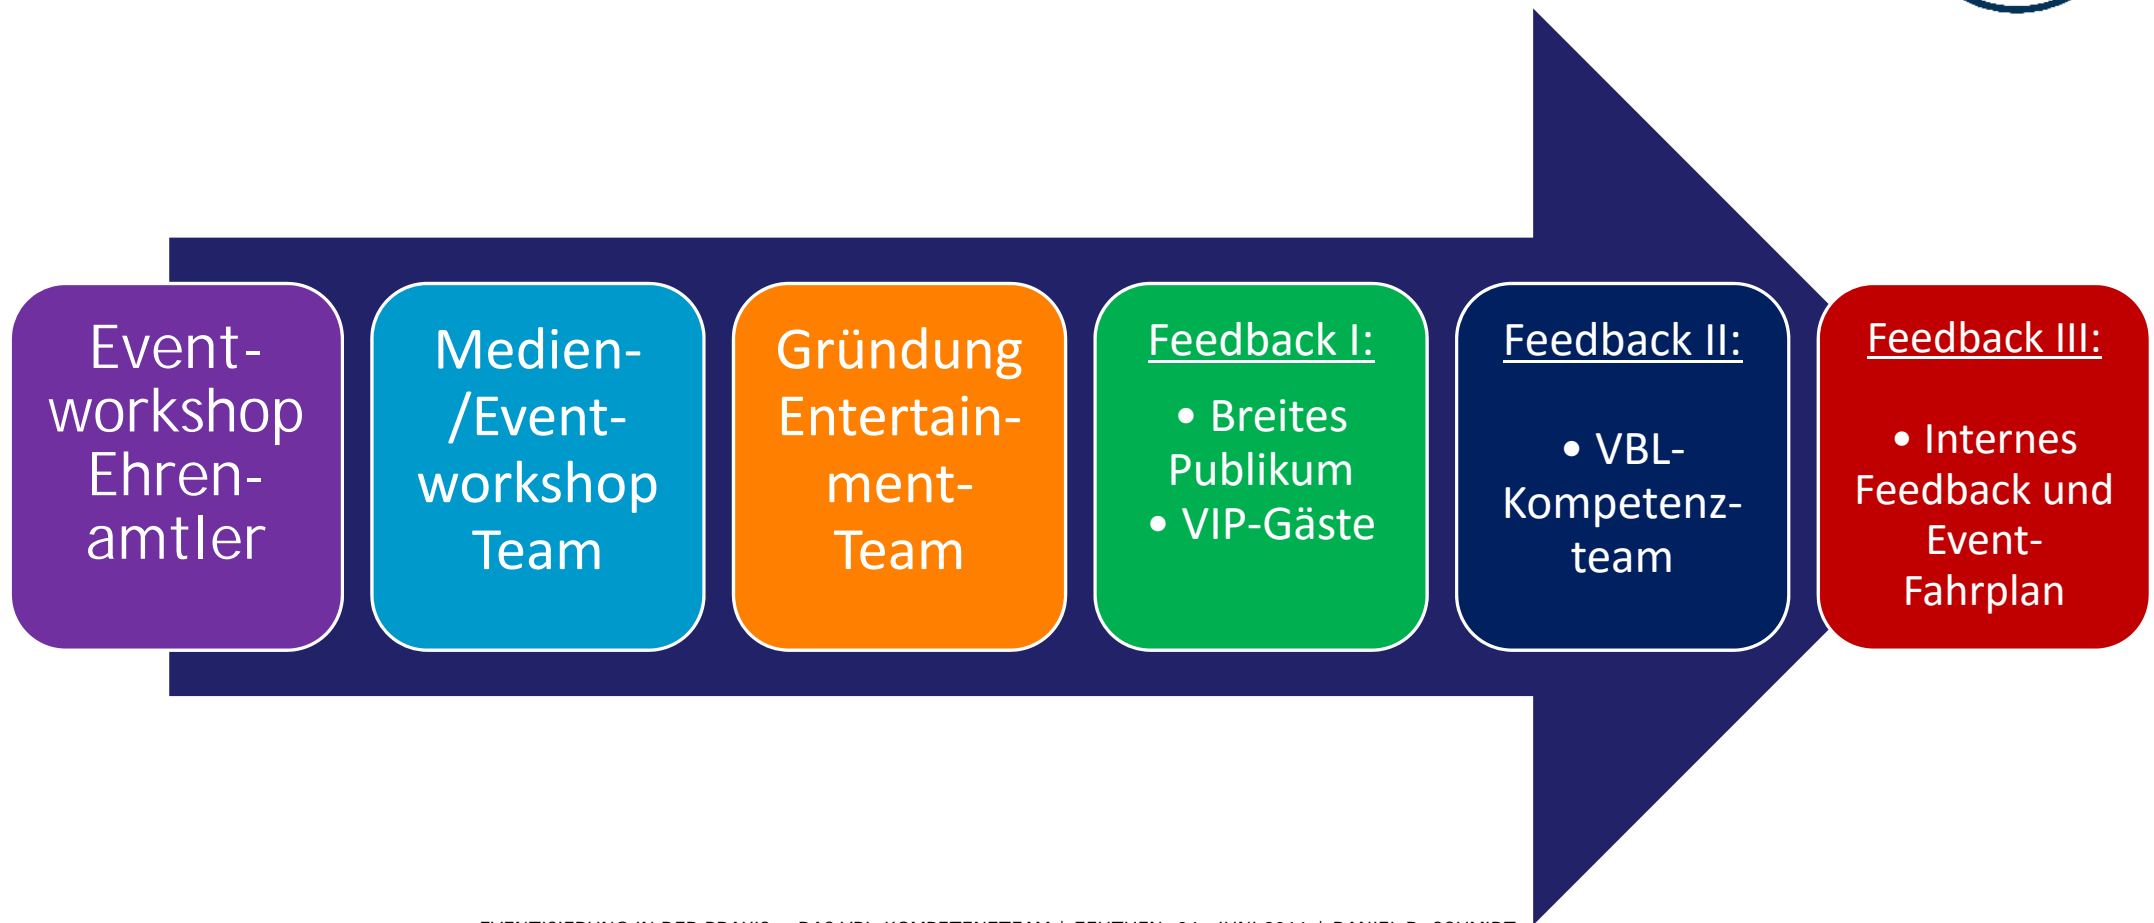 Event-
workshop
Ehren-
amtler
Medien-
/Event-
workshop
Team
Gründung
Entertain-
ment-
Team
Feedback I:
• Breites
Publikum
• VIP-Gäste
Feedback II:
• VBL-
Kompetenz-
team
Feedback III:
• Internes
Feedback und
Event-
Fahrplan